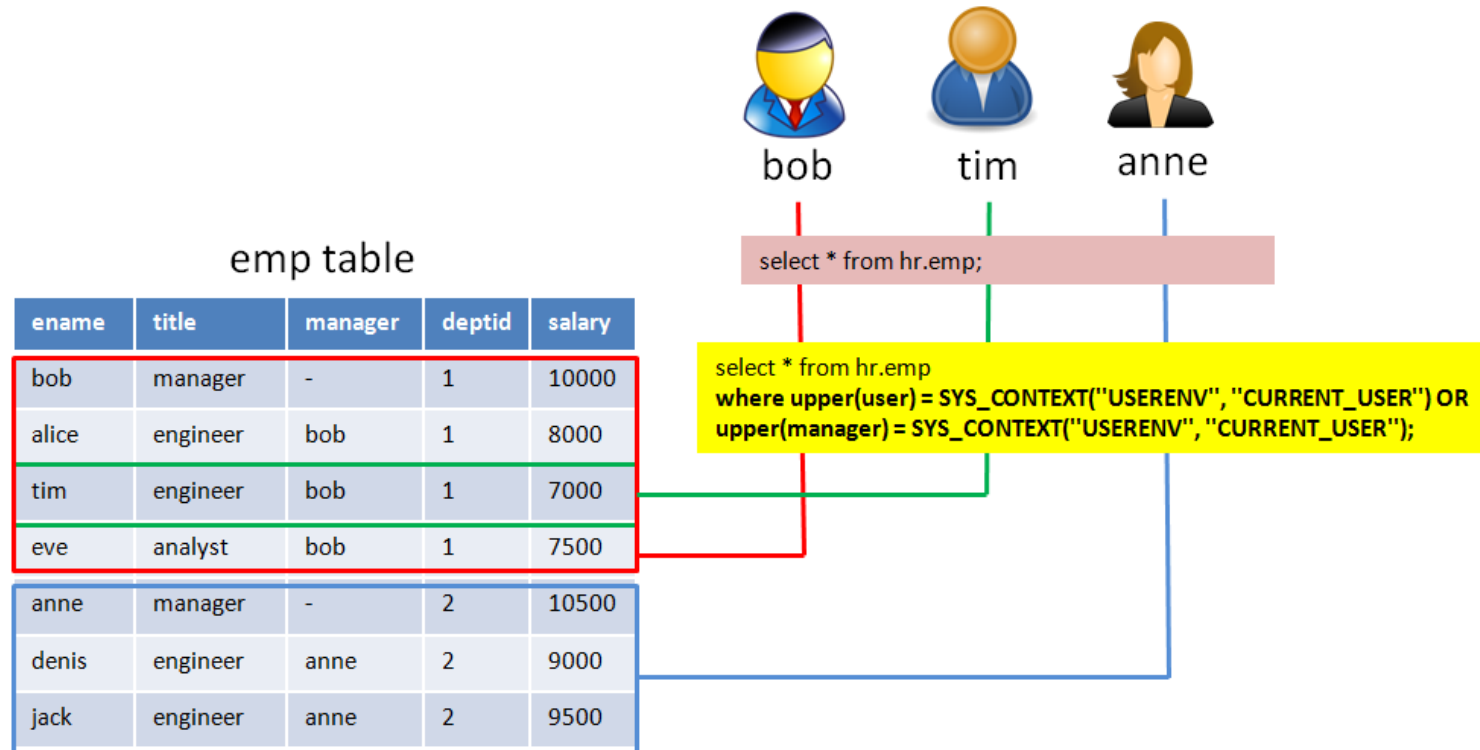 bob tim anne
select * from hr.emp;
select * from hr.emp
where upper(user) = SYS_CONTEXT("USERENV", "CURRENT_USER") OR
upper(manager) = SYS_CONTEXT("USERENV", "CURRENT_USER");
emp table
ename title manager deptid salary
bob manager - 1 10000
alice engineer bob 1 8000
tim engineer bob 1 7000
eve analyst bob 1 7500
anne manager - 2 10500
denis engineer anne 2 9000
jack engineer anne 2 9500